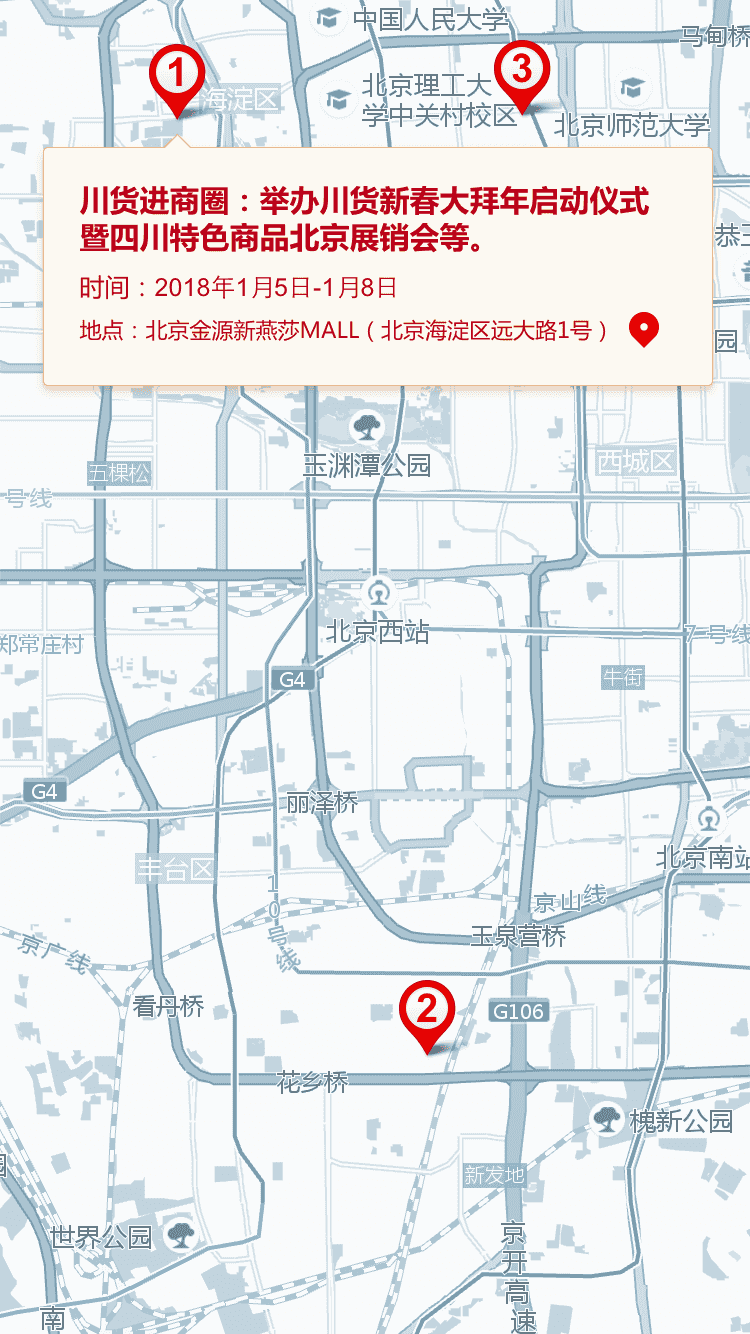 中国人民大学
马甸桥
1
3
海淀区
北京理工大
学中关村校区
北京师范大学
川货进商圈：举办川货新春大拜年启动仪式
暨四川特色商品北京展销会等。
时间：2018年1月5日-1月8日
地点：北京金源新燕莎MALL（北京海淀区远大路1号）
恭王
园
玉渊潭公园
西城区
五棵松
号线
北京西站
7号线
郑常庄村
G4
牛街
G4
丽泽桥
北京南站
丰台区
10号线
京山线
玉泉营桥
京广线
看丹桥
2
G106
花乡桥
槐新公园
新发地
园
世界公园
京开高速
南